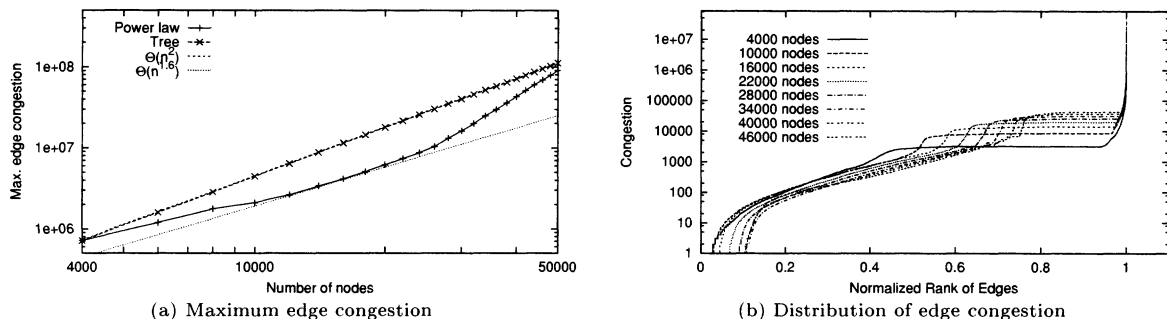 Power law
Tree
Θ(n^2)
Θ(n^1.6)
1e+08
1e+07
1e+06
Max. edge congestion
4000
10000
50000
Number of nodes
(a) Maximum edge congestion
4000 nodes
10000 nodes
16000 nodes
22000 nodes
28000 nodes
34000 nodes
40000 nodes
46000 nodes
1e+07
1e+06
100000
10000
1000
100
10
1
Congestion
0
0.2
0.4
0.6
0.8
1
Normalized Rank of Edges
(b) Distribution of edge congestion